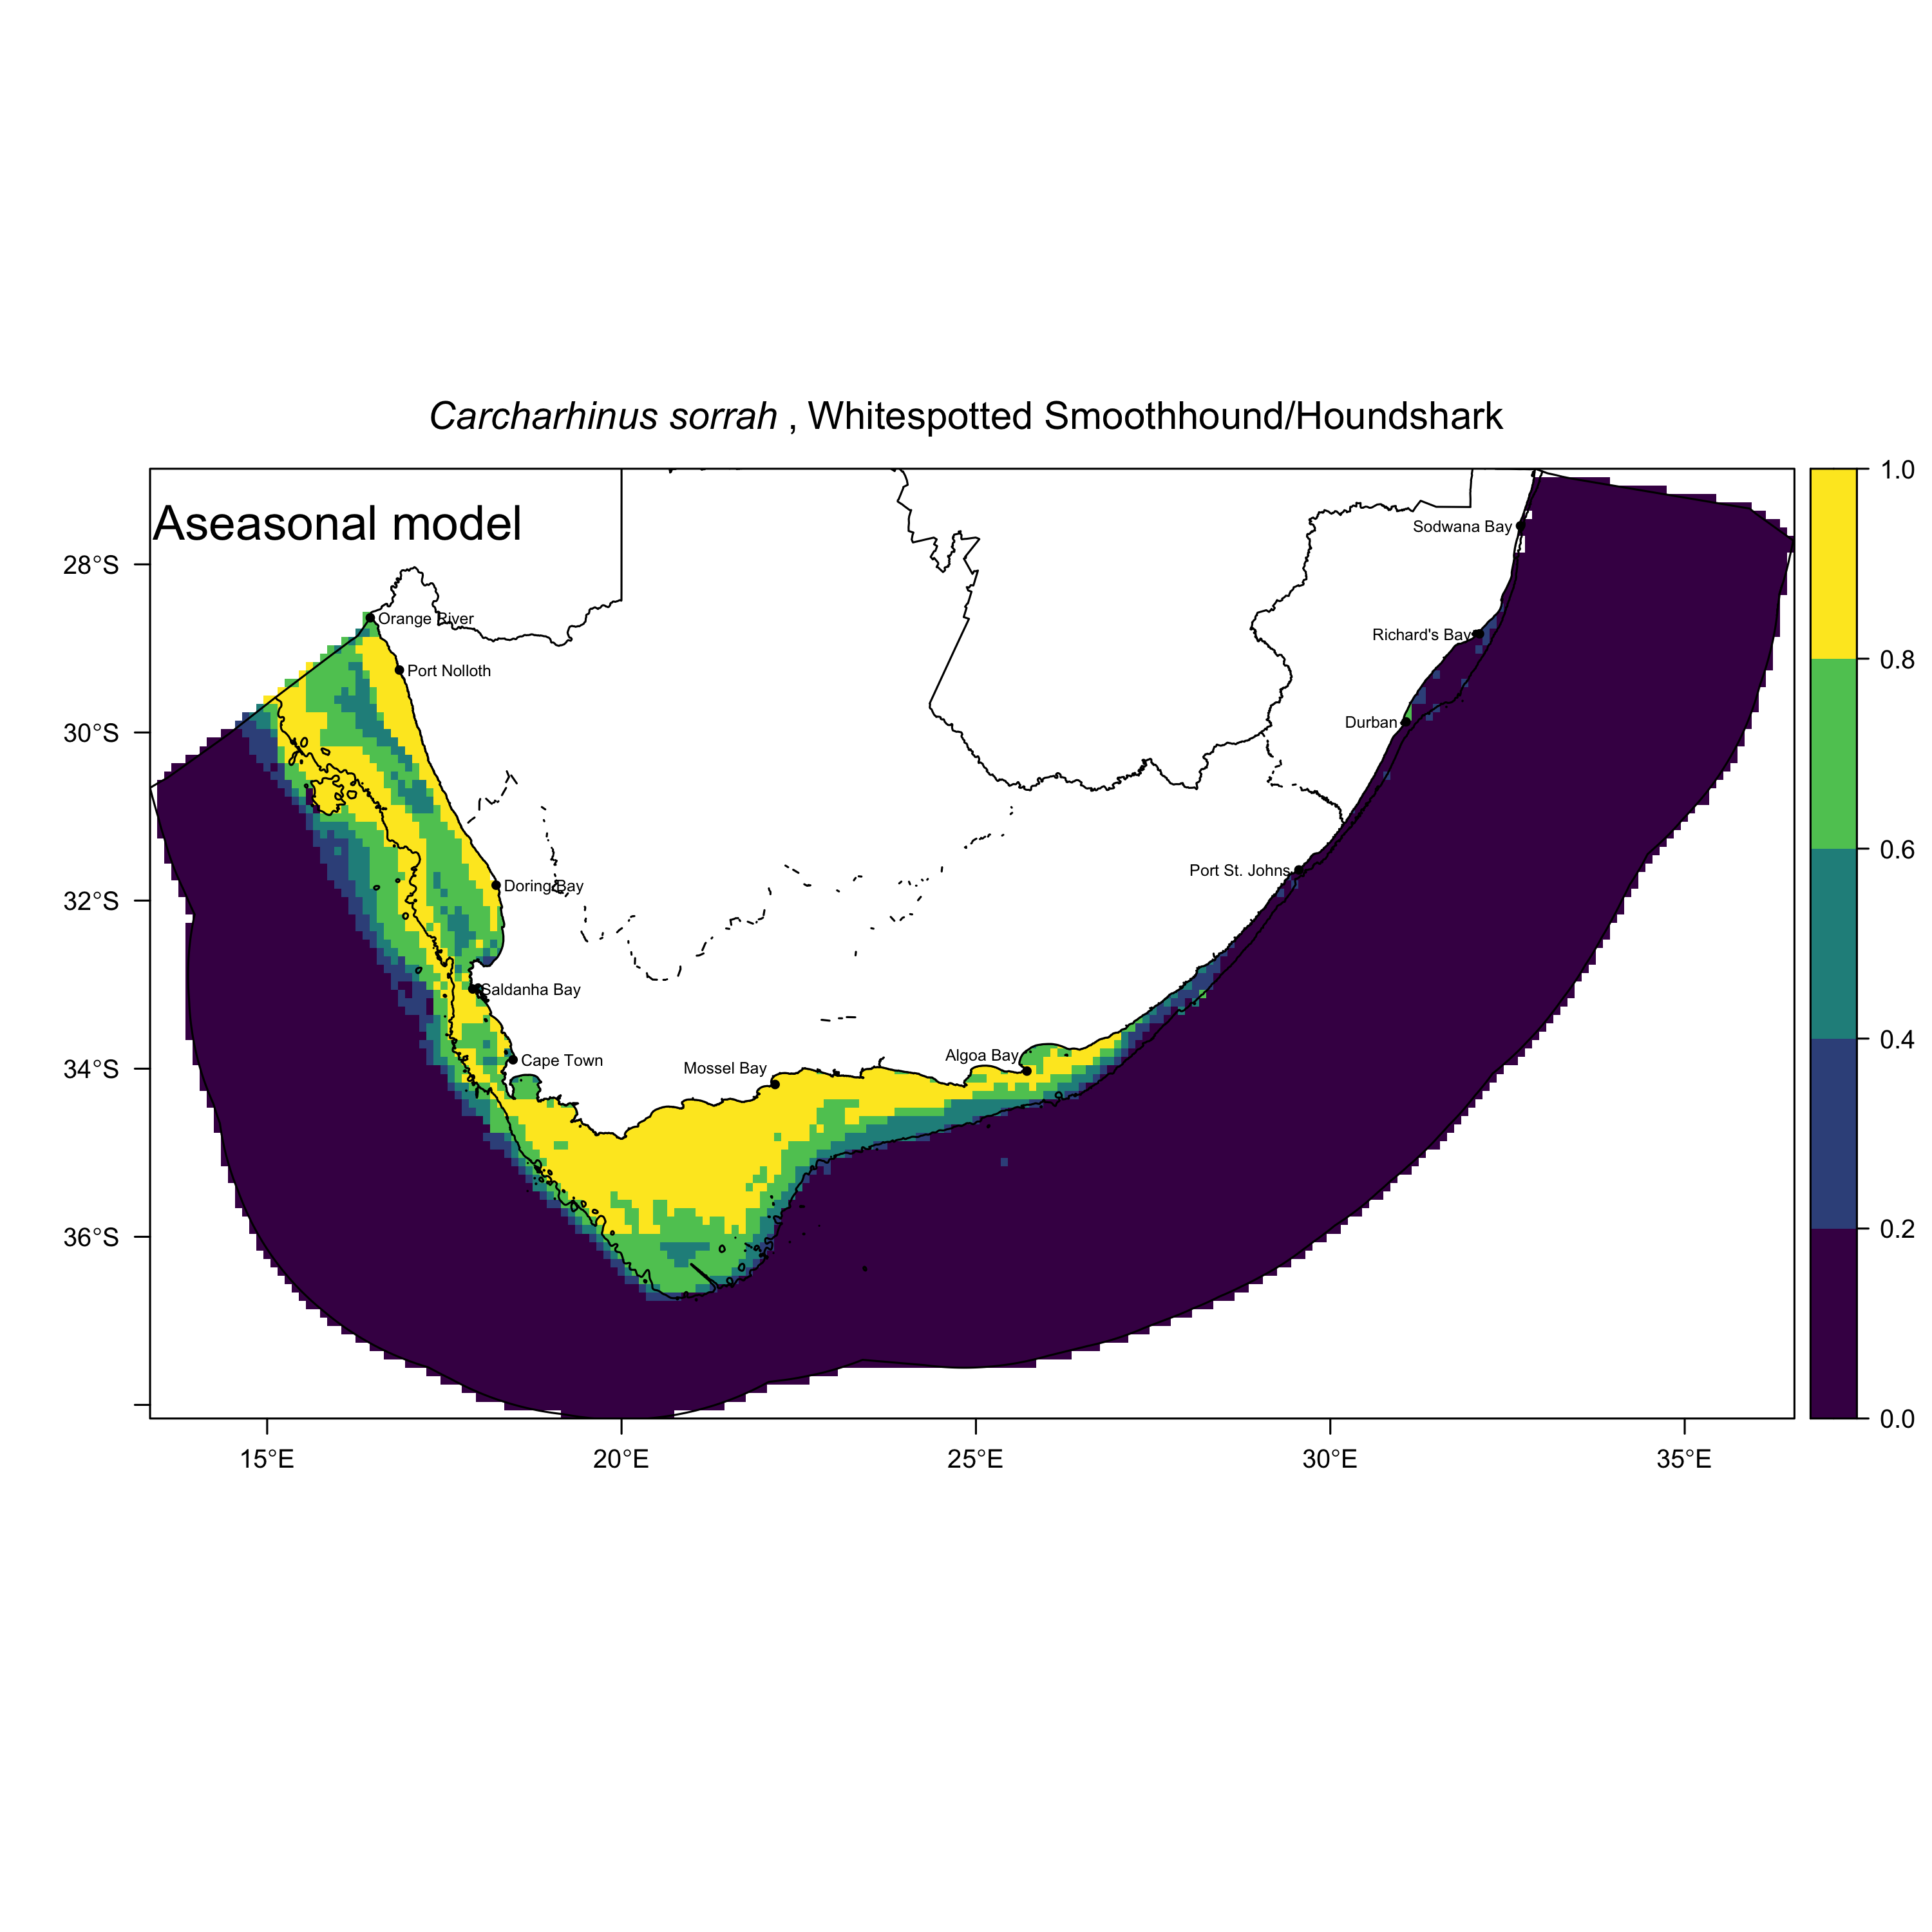 Carcharhinus sorrah , Whitespotted Smoothhound/Houndshark
Aseasonal model
1.0
0.8
0.6
0.4
0.2
0.0
28°S
30°S
32°S
34°S
36°S
Sodwana Bay
Orange River
Richard's Bay
Port Nolloth
Durban
Port St. Johns
Doring Bay
Saldanha Bay
Cape Town
Mossel Bay
Algoa Bay
15°E
20°E
25°E
30°E
35°E